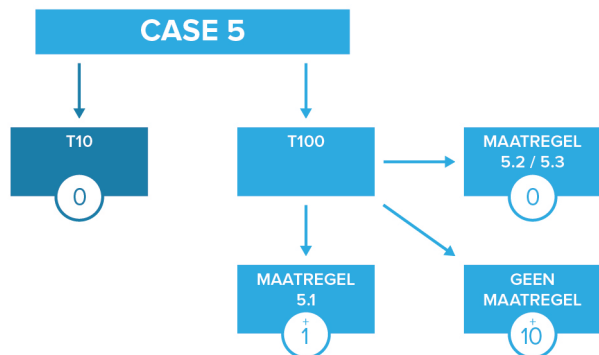 CASE 5
T10
0
T100
MAATREGEL
5.2 / 5.3
0
MAATREGEL
5.1
+
1
GEEN
MAATREGEL
+
10